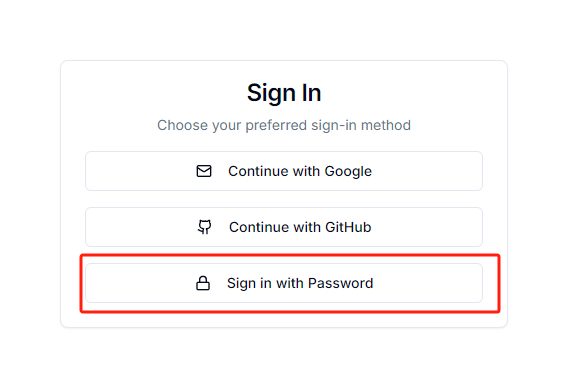 Sign In
Choose your preferred sign-in method
Continue with Google
Continue with GitHub
Sign in with Password